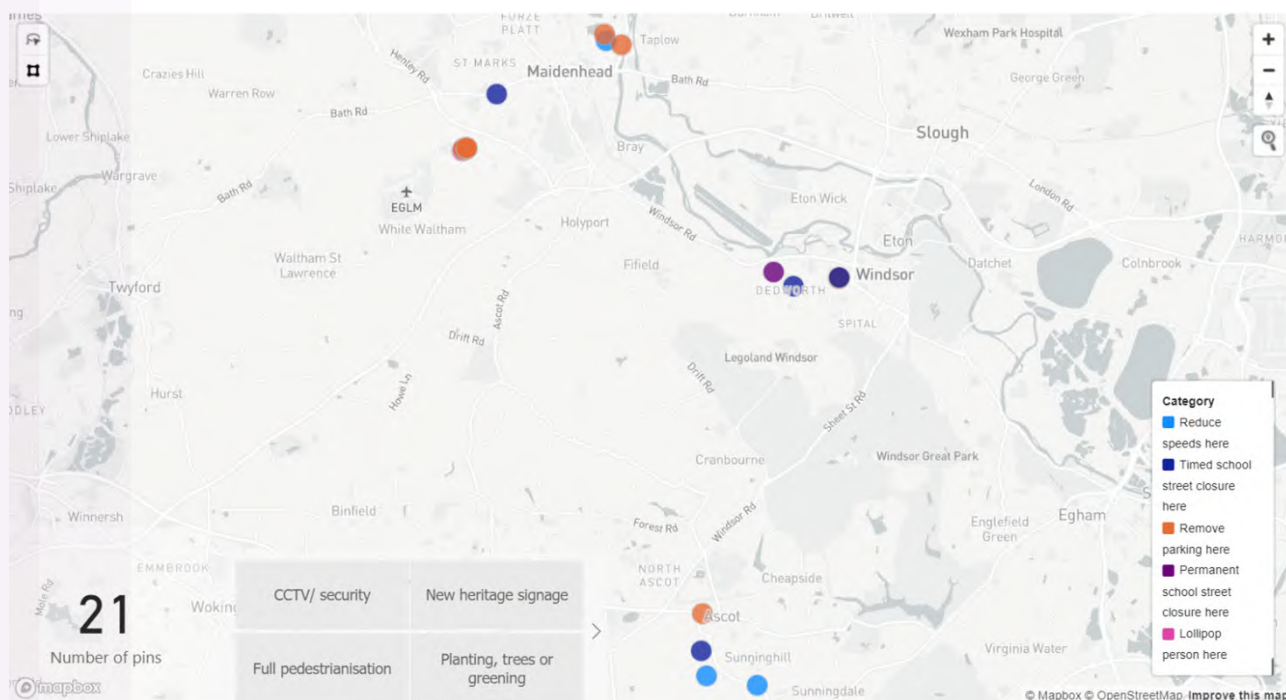 FURZE
PLATT
Taplow
Wexham Park Hospital
Crazies Hill
Warren Row
Henley Rd
ST MARKS
Maidenhead
Bath Rd
George Green
Bath Rd
Lower Shiplake
Shiplake
Wargrave
Bath Rd
Bray
Slough
London Rd
EGLM
White Waltham
Holyport
Windsor Rd
Eton Wick
Eton
HARMO
Waltham St
Lawrence
Fifield
Datchet
Colnbrook
Twyford
Ascot Rd
DEDWORTH
Windsor
SPITAL
Drift Rd
Legoland Windsor
Drift Rd
Hurst
Howe Ln
Sheet St Rd
Cranbourne
Windsor Great Park
Winnersh
Binfield
Forest Rd
Windsor Rd
Englefield
Green
Egham
EMMBROOK
NORTH
ASCOT
Cheapside
Woking
Mole Rd
Ascot
Sunninghill
Virginia Water
Sunningdale
Category
Reduce
speeds here
Timed school
street closure
here
Remove
parking here
Permanent
school street
closure here
Lollipop
person here
21
Number of pins
CCTV/ security
New heritage signage
Full pedestrianisation
Planting, trees or
greening
mapbox
© Mapbox © OpenStreetMap Improve this map